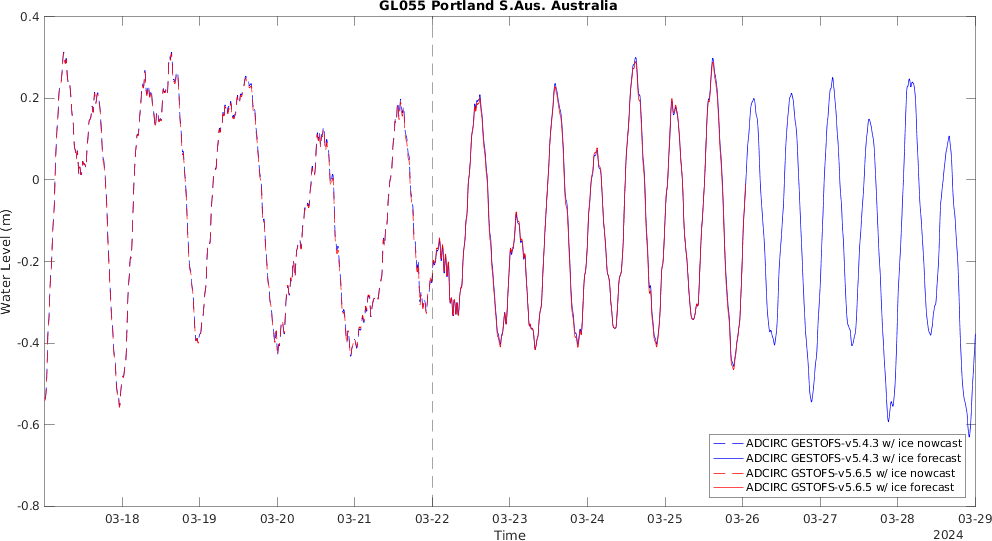 GL055 Portland S.Aus. Australia
Water Level (m)
0.4
0.2
0
-0.2
-0.4
-0.6
-0.8
ADCIRC GESTOFS-v5.4.3 w/ ice nowcast
ADCIRC GESTOFS-v5.4.3 w/ ice forecast
ADCIRC GSTOFS-v5.6.5 w/ ice nowcast
ADCIRC GSTOFS-v5.6.5 w/ ice forecast
03-18 03-19 03-20 03-21 03-22 03-23 03-24 03-25 03-26 03-27 03-28 03-29
Time
2024